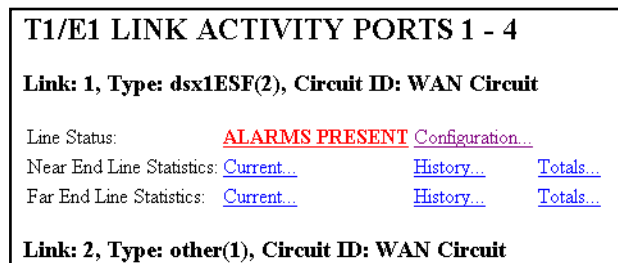 T1/E1 LINK ACTIVITY PORTS 1 - 4
Link: 1, Type: dsx1ESF(2), Circuit ID: WAN Circuit
Line Status: ALARMS PRESENT Configuration...
Near End Line Statistics: Current... History... Totals...
Far End Line Statistics: Current... History... Totals...
Link: 2, Type: other(1), Circuit ID: WAN Circuit